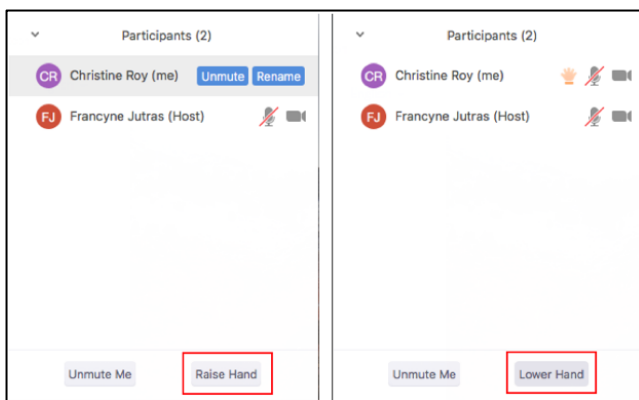 Participants (2)
CR Christine Roy (me) Unmute Rename
FJ Francyne Jutras (Host)
Unmute Me Raise Hand
Participants (2)
CR Christine Roy (me)
FJ Francyne Jutras (Host)
Unmute Me Lower Hand